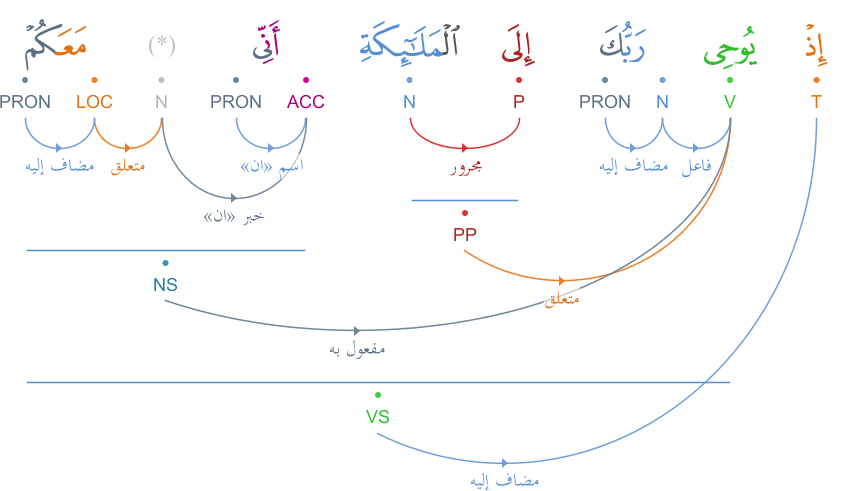 إِذْ يُوحِى رَبُّكَ إِلَى ٱلْمَلَـٰٓئِكَةِ أَنِّى (*) مَعَكُمْ
PRON LOC N PRON ACC N P PRON N V T
فاعل مضاف إليه مجرور اسم «ان» متعلق مضاف إليه
خبر «ان»
PP
NS
متعلق
مفعول به
VS
مضاف إليه